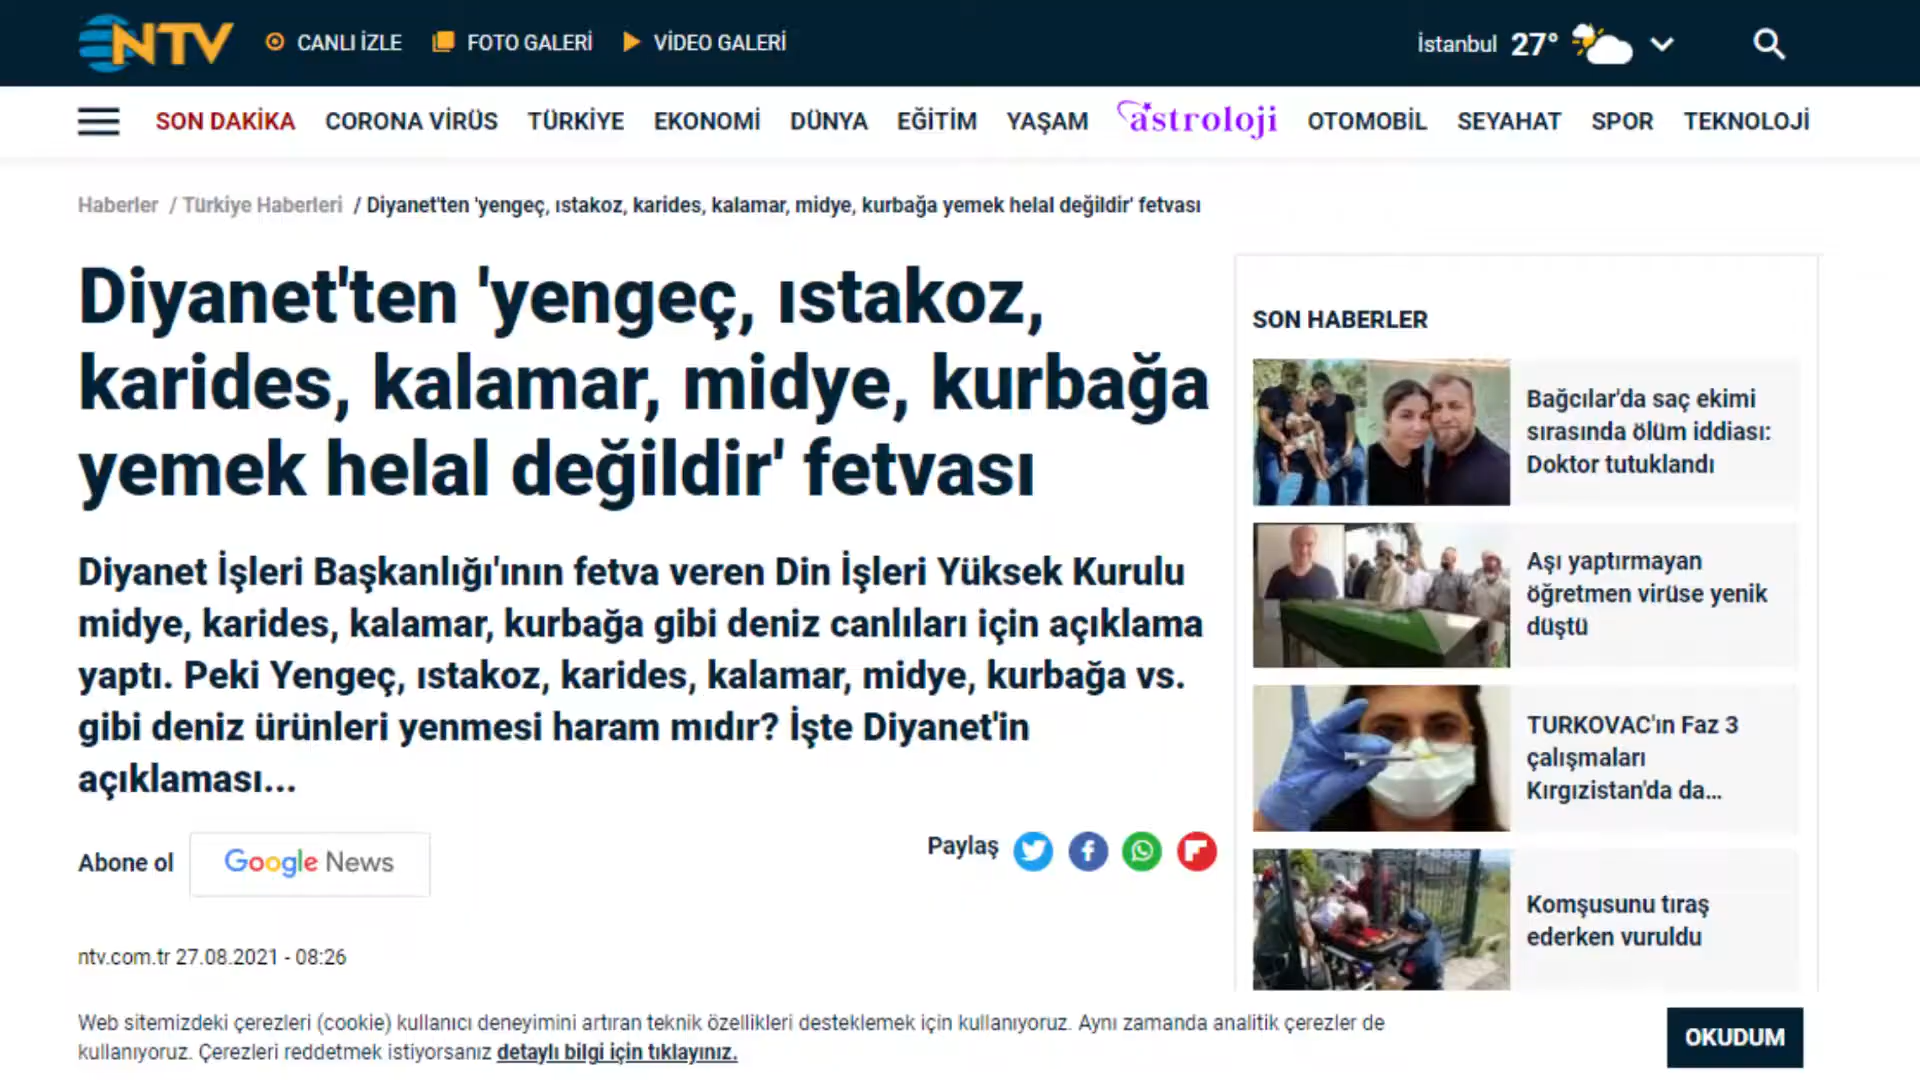 NTV CANLI İZLE FOTO GALERİ VİDEO GALERİ İstanbul 27°
SON DAKİKA CORONA VİRÜS TÜRKİYE EKONOMİ DÜNYA EĞİTİM YAŞAM astroloji OTOMOBİL SEYAHAT SPOR TEKNOLOJİ
Haberler / Türkiye Haberleri / Diyanet'ten 'yengeç, ıstakoz, karides, kalamar, midye, kurbağa yemek helal değildir' fetvası
Diyanet'ten 'yengeç, ıstakoz,
karides, kalamar, midye, kurbağa
yemek helal değildir' fetvası
Diyanet İşleri Başkanlığı'nın fetva veren Din İşleri Yüksek Kurulu
midye, karides, kalamar, kurbağa gibi deniz canlıları için açıklama
yaptı. Peki Yengeç, ıstakoz, karides, kalamar, midye, kurbağa vs.
gibi deniz ürünleri yenmesi haram mıdır? İşte Diyanet'in
açıklaması...
Abone ol Google News
Paylaş
ntv.com.tr 27.08.2021 - 08:26
SON HABERLER
Bağcılar'da saç ekimi
sırasında ölüm iddiası:
Doktor tutuklandı
Aşı yaptırmayan
öğretmen virüse yenik
düştü
TURKOVAC'ın Faz 3
çalışmaları
Kırgızistan'da da...
Komşusunu tıraş
ederken vuruldu
Web sitemizdeki çerezleri (cookie) kullanıcı deneyimini artıran teknik özellikleri desteklemek için kullanıyoruz. Aynı zamanda analitik çerezler de
kullanıyoruz. Çerezleri reddetmek istiyorsanız detaylı bilgi için tıklayınız.
OKUDUM